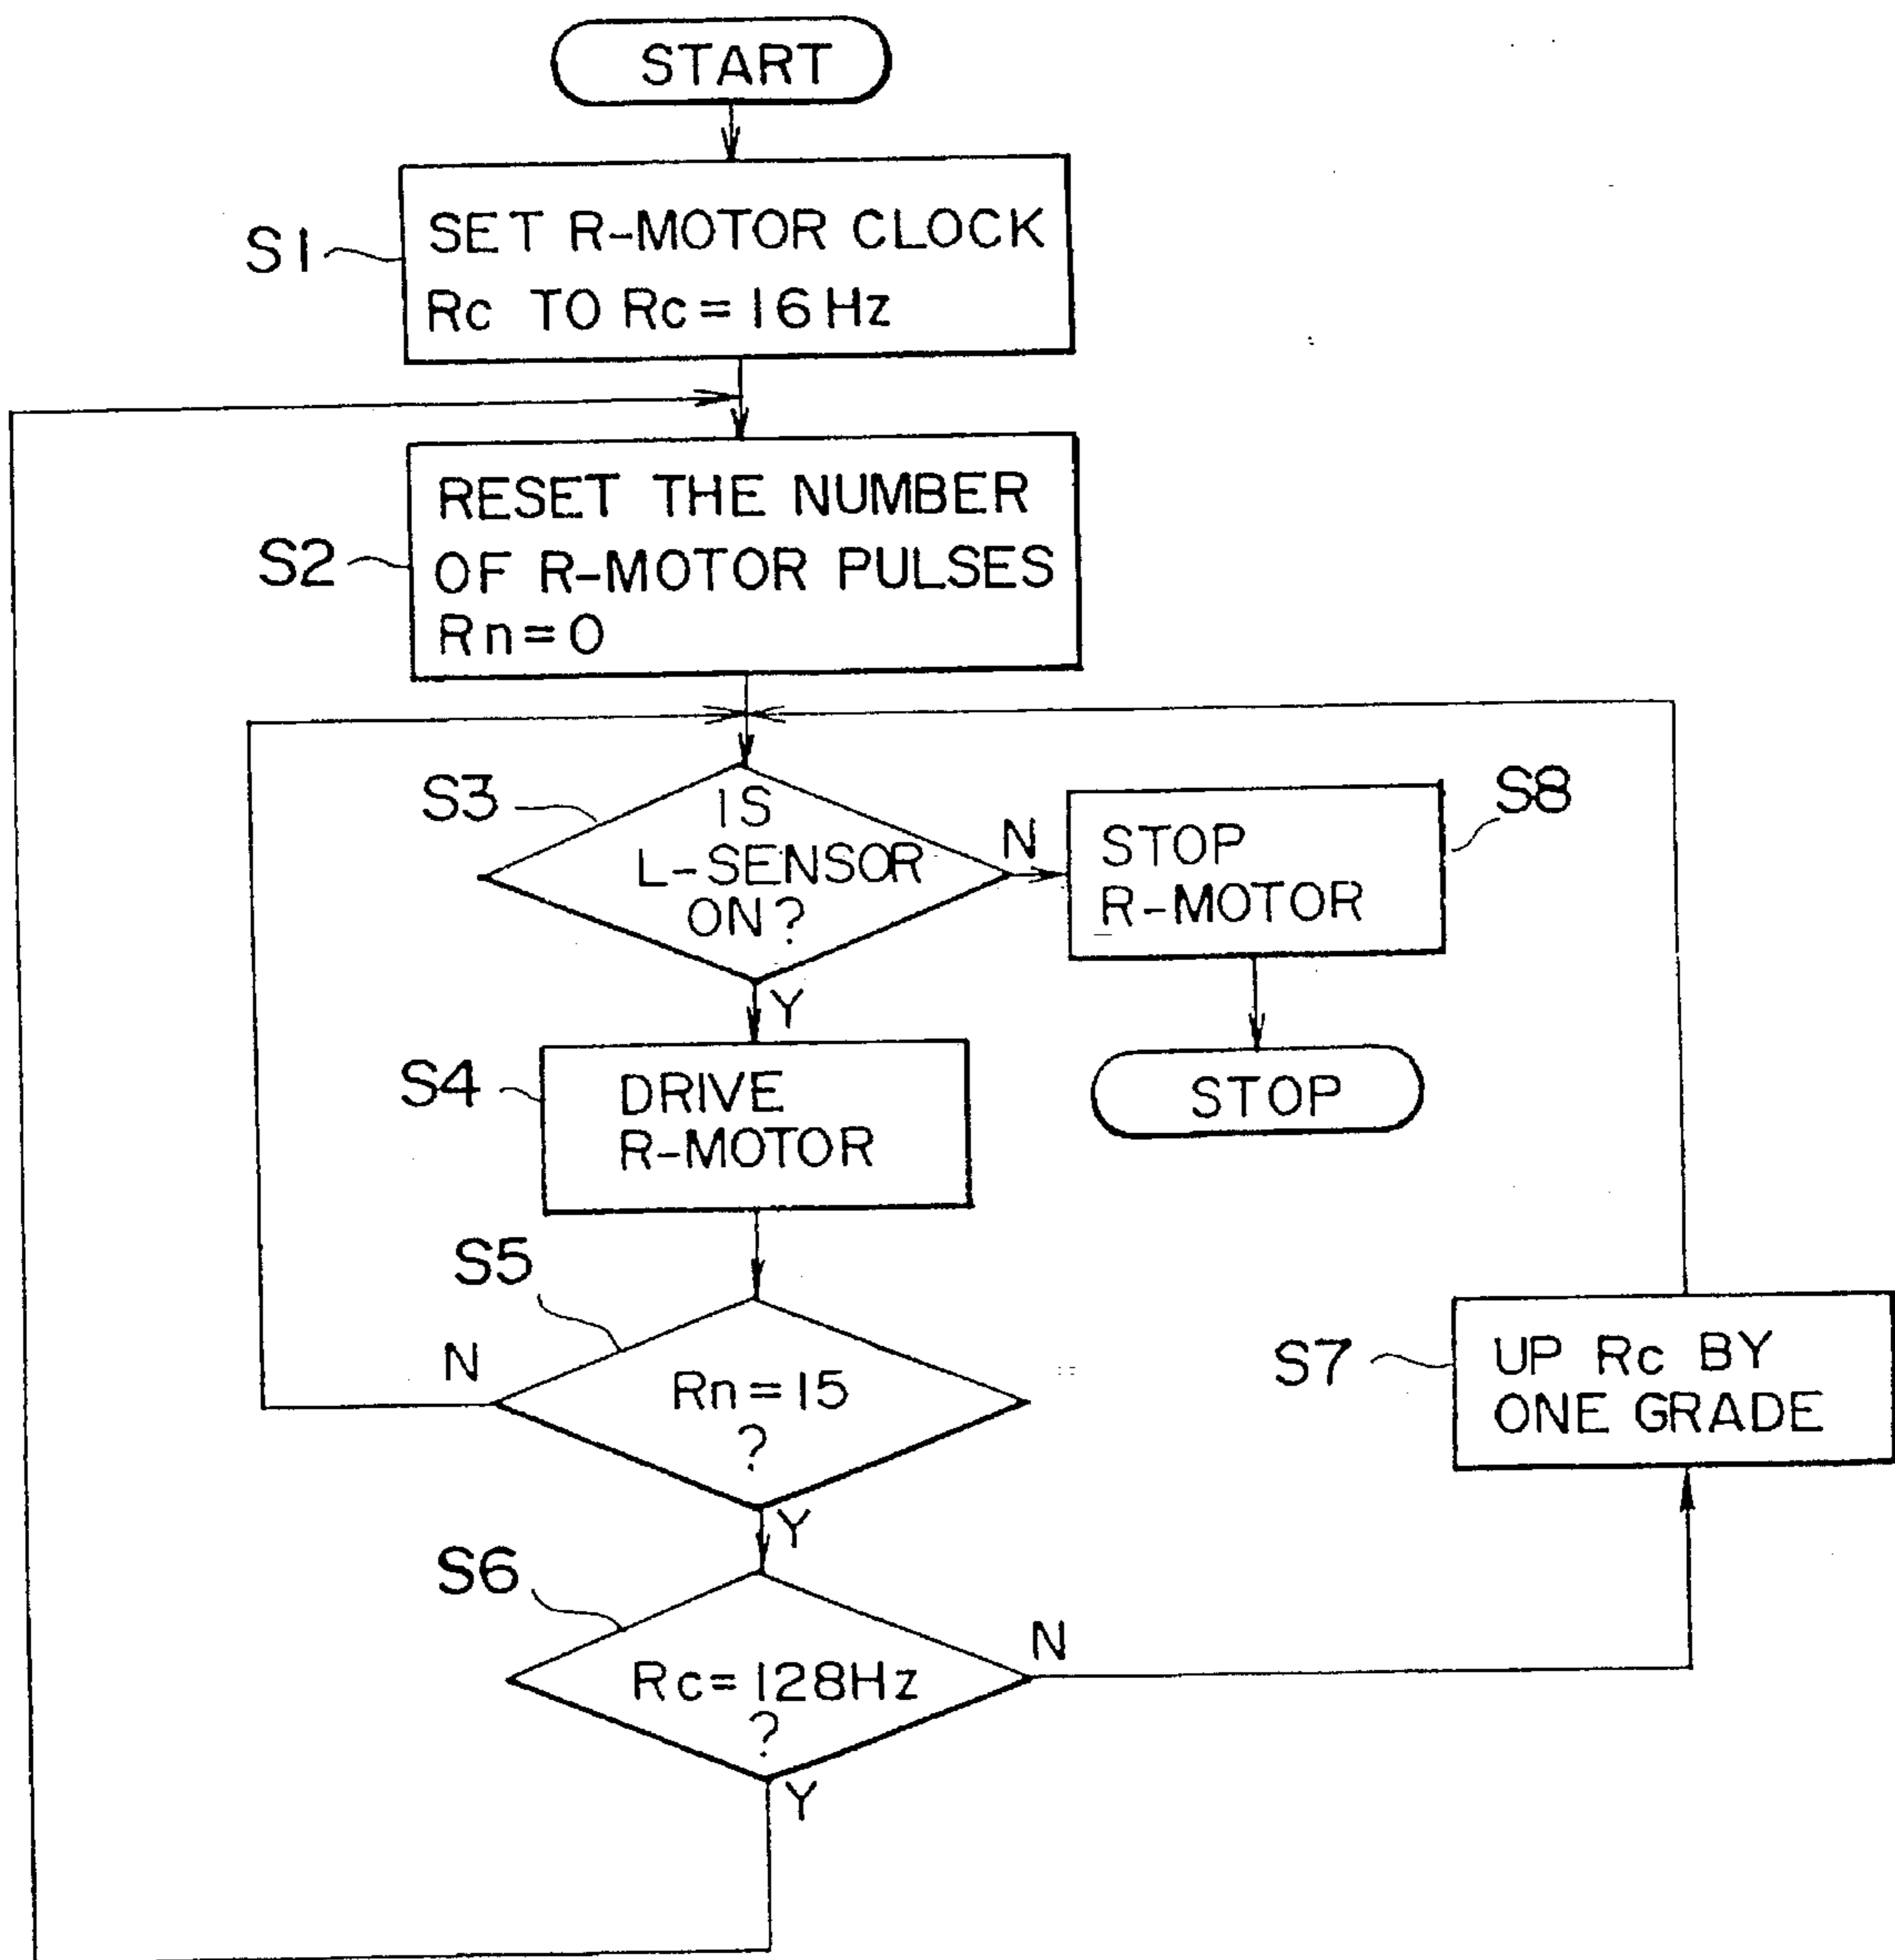 START
S1
SET R-MOTOR CLOCK
Rc TO Rc=16Hz
S2
RESET THE NUMBER
OF R-MOTOR PULSES
Rn=0
S3
IS
L-SENSOR
ON?
N
Y
S8
STOP
R-MOTOR
STOP
S4
DRIVE
R-MOTOR
S5
N
Rn=15
?
Y
S7
UP Rc BY
ONE GRADE
S6
Rc=128Hz
?
N
Y